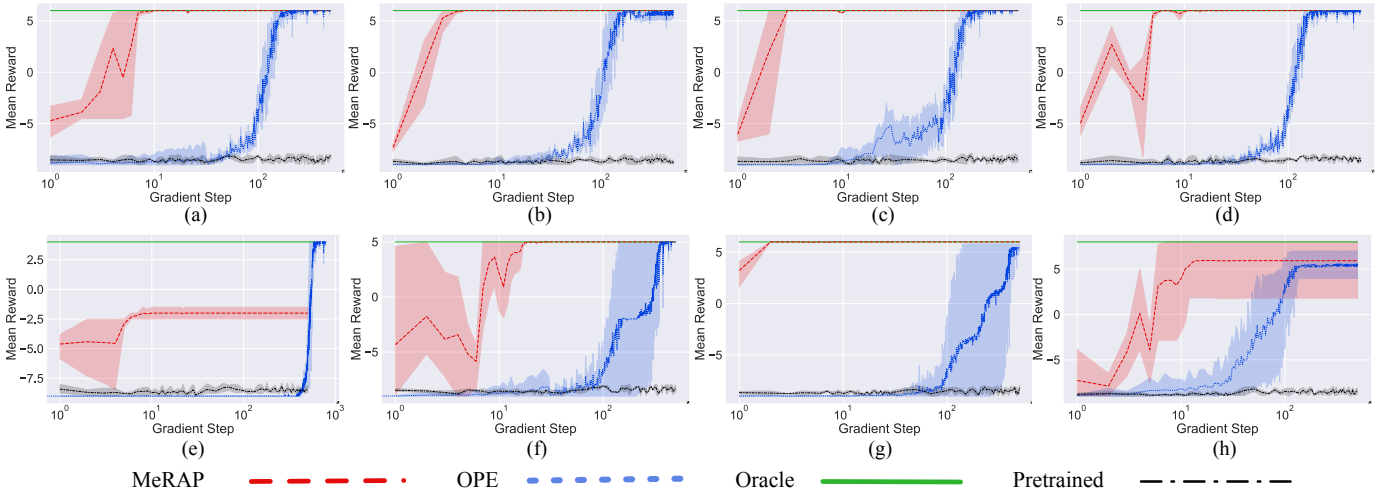 Mean Reward
5
0
−5
10⁰
10¹
10²
Gradient Step
(a)
Mean Reward
5
0
−5
10⁰
10¹
10²
Gradient Step
(b)
Mean Reward
5
0
−5
10⁰
10¹
10²
Gradient Step
(c)
Mean Reward
5
0
−5
10⁰
10¹
10²
Gradient Step
(d)
Mean Reward
2.5
0.0
−2.5
−5.0
−7.5
10⁰
10¹
10²
10³
Gradient Step
(e)
Mean Reward
5
0
−5
10⁰
10¹
10²
Gradient Step
(f)
Mean Reward
5
0
−5
10⁰
10¹
10²
Gradient Step
(g)
Mean Reward
5
0
−5
10⁰
10¹
10²
Gradient Step
(h)
MeRAP OPE Oracle Pretrained